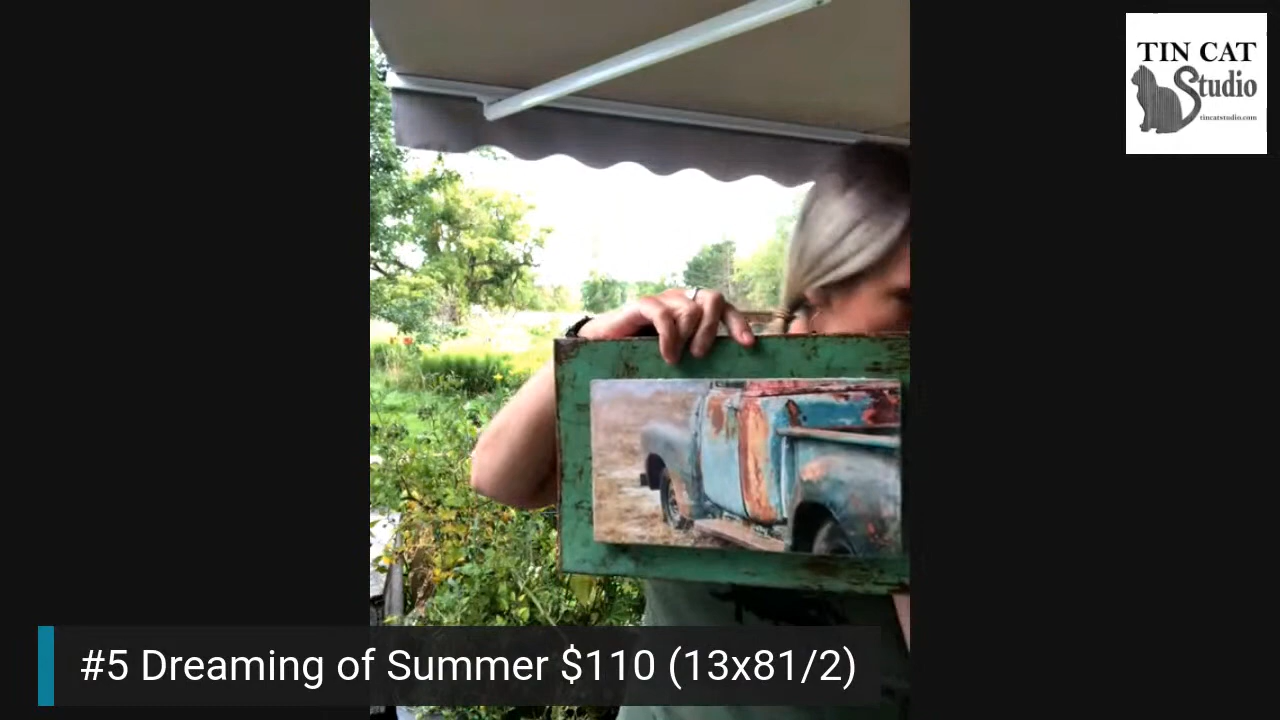 TIN CAT
Studio
tincatstudio.com
#5 Dreaming of Summer $110 (13x81/2)